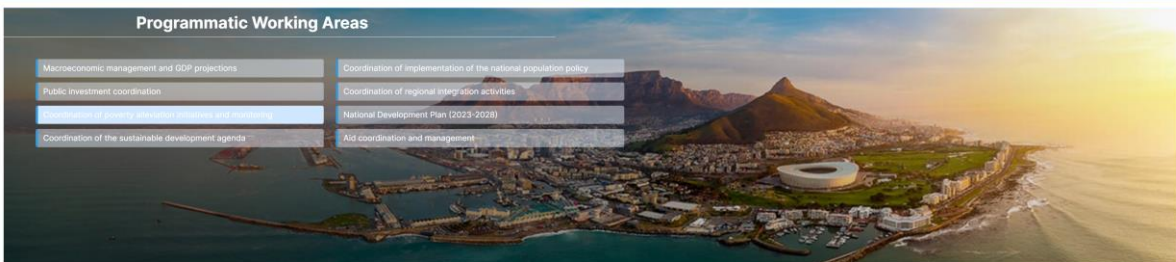 Programmatic Working Areas
Macroeconomic management and GDP projections
Public investment coordination
Coordination of poverty alleviation initiatives and monitoring
Coordination of the sustainable development agenda
Coordination of implementation of the national population policy
Coordination of regional integration activities
National Development Plan (2023-2028)
Aid coordination and management